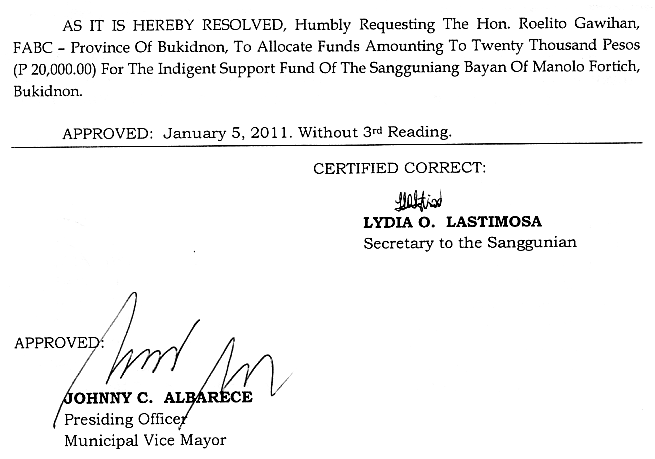 AS IT IS HEREBY RESOLVED, Humbly Requesting The Hon. Roelito Gawihan,
FABC – Province Of Bukidnon, To Allocate Funds Amounting To Twenty Thousand Pesos
(P 20,000.00) For The Indigent Support Fund Of The Sangguniang Bayan Of Manolo Fortich,
Bukidnon.
APPROVED: January 5, 2011. Without 3rd Reading.
CERTIFIED CORRECT:
LYDIA O. LASTIMOSA
Secretary to the Sanggunian
APPROVED:
JOHNNY C. ALBARECE
Presiding Officer
Municipal Vice Mayor